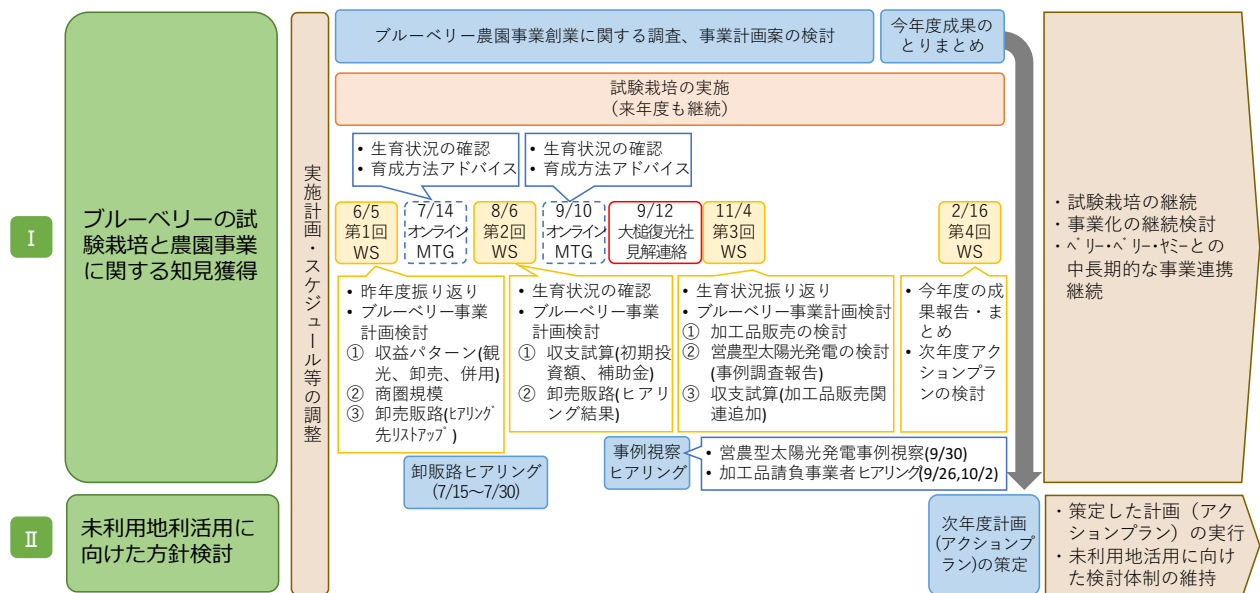 Ⅰ
ブルーベリーの試
験栽培と農園事業
に関する知見獲得
Ⅱ
未利用地利活用に
向けた方針検討
実施計画・スケジュール等の調整
ブルーベリー農園事業創業に関する調査、事業計画案の検討
今年度成果の
とりまとめ
試験栽培の実施
(来年度も継続)
• 生育状況の確認
• 育成方法アドバイス
• 生育状況の確認
• 育成方法アドバイス
6/5
第1回
WS
7/14
オンライン
MTG
8/6
第2回
WS
9/10
オンライン
MTG
9/12
大槌復光社
見解連絡
11/4
第3回
WS
2/16
第4回
WS
• 昨年度振り返り
• ブルーベリー事業
計画検討
① 収益パターン(観
光、卸売、併用)
② 商圏規模
③ 卸売販路(ﾋｱﾘﾝｸﾞ
先ﾘｽﾄｱｯﾌﾟ)
• 生育状況の確認
• ブルーベリー事業
計画検討
① 収支試算(初期投
資額、補助金)
② 卸売販路(ヒアリ
ング結果)
• 生育状況振り返り
• ブルーベリー事業計画検討
① 加工品販売の検討
② 営農型太陽光発電の検討
(事例調査報告)
③ 収支試算(加工品販売関
連追加)
• 今年度の成
果報告・ま
とめ
• 次年度アク
ションプラ
ンの検討
卸販路ヒアリング
(7/15～7/30)
事例視察
ヒアリング
• 営農型太陽光発電事例視察(9/30)
• 加工品請負事業者ヒアリング(9/26,10/2)
次年度計画
(アクションプ
ラン)の策定
・試験栽培の継続
・事業化の継続検討
・ﾍﾞﾘｰ・ﾍﾞﾘｰ・ﾔﾐｰとの
中長期的な事業連携
継続
・策定した計画（アク
ションプラン）の実行
・未利用地活用に向け
た検討体制の維持